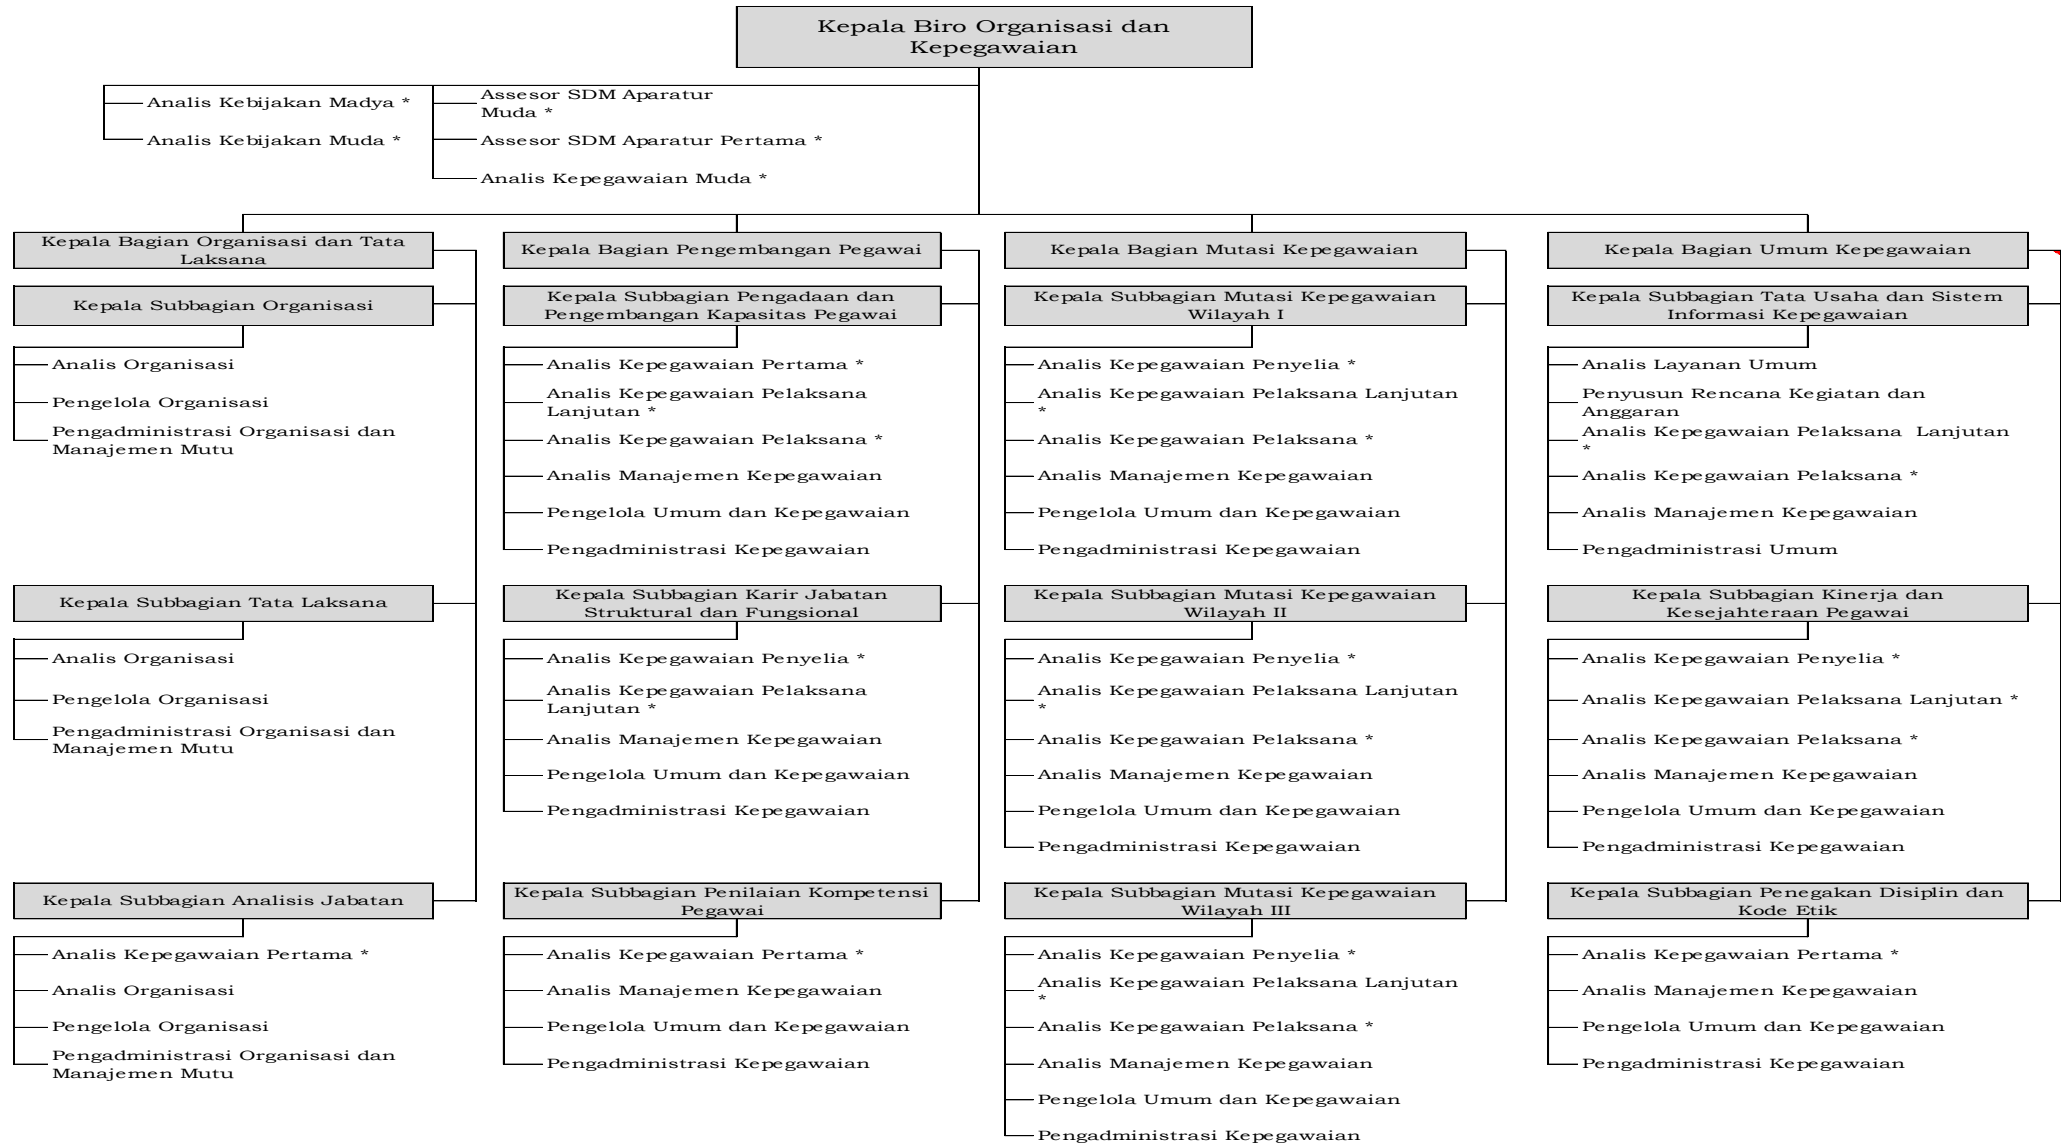 Kepala Biro Organisasi dan
Kepegawaian
Analis Kebijakan Madya *
Analis Kebijakan Muda *
Assesor SDM Aparatur
Muda *
Assesor SDM Aparatur Pertama *
Analis Kepegawaian Muda *
Kepala Bagian Organisasi dan Tata
Laksana
Kepala Subbagian Organisasi
Analis Organisasi
Pengelola Organisasi
Pengadministrasi Organisasi dan
Manajemen Mutu
Kepala Subbagian Tata Laksana
Analis Organisasi
Pengelola Organisasi
Pengadministrasi Organisasi dan
Manajemen Mutu
Kepala Subbagian Analisis Jabatan
Analis Kepegawaian Pertama *
Analis Organisasi
Pengelola Organisasi
Pengadministrasi Organisasi dan
Manajemen Mutu
Kepala Bagian Pengembangan Pegawai
Kepala Subbagian Pengadaan dan
Pengembangan Kapasitas Pegawai
Analis Kepegawaian Pertama *
Analis Kepegawaian Pelaksana
Lanjutan *
Analis Kepegawaian Pelaksana *
Analis Manajemen Kepegawaian
Pengelola Umum dan Kepegawaian
Pengadministrasi Kepegawaian
Kepala Subbagian Karir Jabatan
Struktural dan Fungsional
Analis Kepegawaian Penyelia *
Analis Kepegawaian Pelaksana
Lanjutan *
Analis Manajemen Kepegawaian
Pengelola Umum dan Kepegawaian
Pengadministrasi Kepegawaian
Kepala Subbagian Penilaian Kompetensi
Pegawai
Analis Kepegawaian Pertama *
Analis Manajemen Kepegawaian
Pengelola Umum dan Kepegawaian
Pengadministrasi Kepegawaian
Kepala Bagian Mutasi Kepegawaian
Kepala Subbagian Mutasi Kepegawaian
Wilayah I
Analis Kepegawaian Penyelia *
Analis Kepegawaian Pelaksana Lanjutan
*
Analis Kepegawaian Pelaksana *
Analis Manajemen Kepegawaian
Pengelola Umum dan Kepegawaian
Pengadministrasi Kepegawaian
Kepala Subbagian Mutasi Kepegawaian
Wilayah II
Analis Kepegawaian Penyelia *
Analis Kepegawaian Pelaksana Lanjutan
*
Analis Kepegawaian Pelaksana *
Analis Manajemen Kepegawaian
Pengelola Umum dan Kepegawaian
Pengadministrasi Kepegawaian
Kepala Subbagian Mutasi Kepegawaian
Wilayah III
Analis Kepegawaian Penyelia *
Analis Kepegawaian Pelaksana Lanjutan
*
Analis Kepegawaian Pelaksana *
Analis Manajemen Kepegawaian
Pengelola Umum dan Kepegawaian
Pengadministrasi Kepegawaian
Kepala Bagian Umum Kepegawaian
Kepala Subbagian Tata Usaha dan Sistem
Informasi Kepegawaian
Analis Layanan Umum
Penyusun Rencana Kegiatan dan
Anggaran
Analis Kepegawaian Pelaksana  Lanjutan
*
Analis Kepegawaian Pelaksana *
Analis Manajemen Kepegawaian
Pengadministrasi Umum
Kepala Subbagian Kinerja dan
Kesejahteraan Pegawai
Analis Kepegawaian Penyelia *
Analis Kepegawaian Pelaksana Lanjutan *
Analis Kepegawaian Pelaksana *
Analis Manajemen Kepegawaian
Pengelola Umum dan Kepegawaian
Pengadministrasi Kepegawaian
Kepala Subbagian Penegakan Disiplin dan
Kode Etik
Analis Kepegawaian Pertama *
Analis Manajemen Kepegawaian
Pengelola Umum dan Kepegawaian
Pengadministrasi Kepegawaian